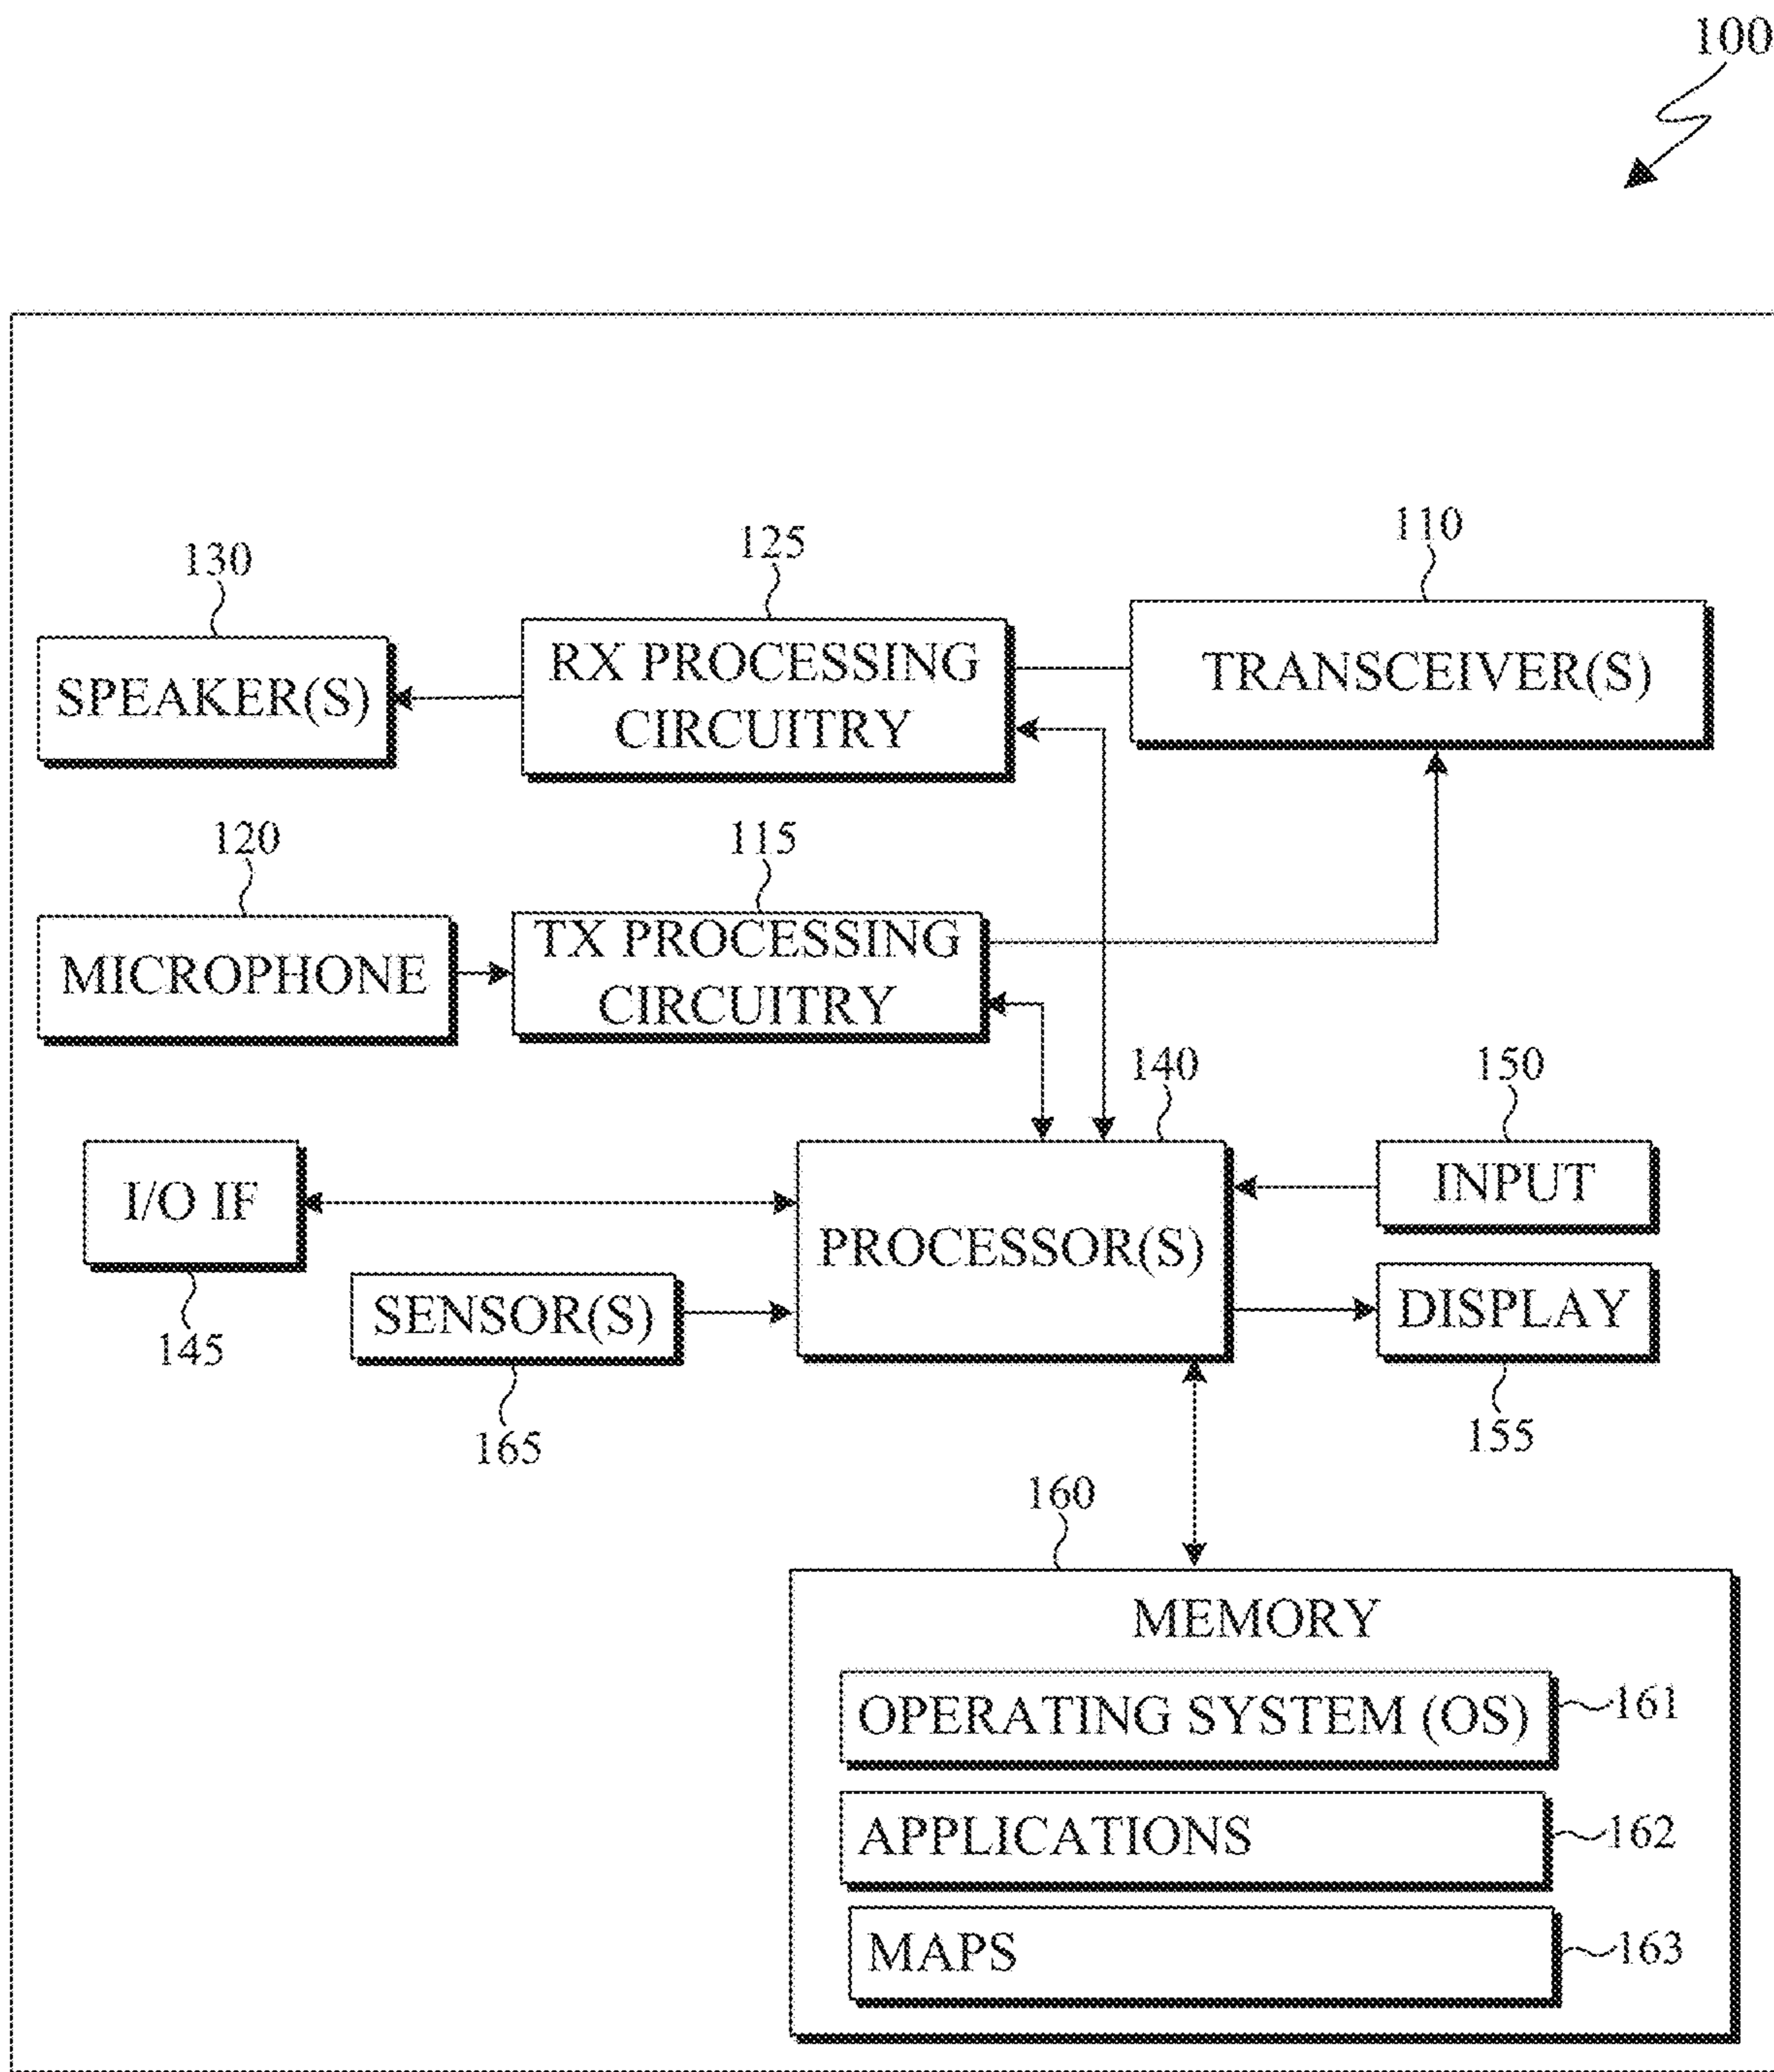 100
130
125
110
SPEAKER(S)
RX PROCESSING
CIRCUITRY
TRANSCEIVER(S)
120
115
MICROPHONE
TX PROCESSING
CIRCUITRY
140
150
I/O IF
PROCESSOR(S)
INPUT
145
SENSOR(S)
165
DISPLAY
155
160
MEMORY
OPERATING SYSTEM (OS)
161
APPLICATIONS
162
MAPS
163